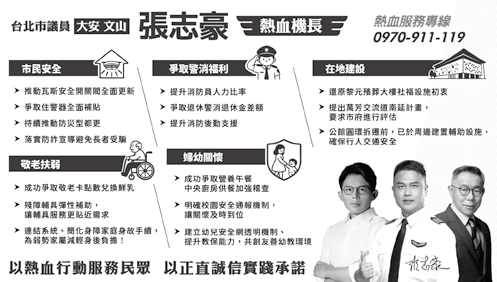 台北市議員 大安 文山 張志豪 熱血機長
熱血服務專線
0970-911-119
市民安全
推動瓦斯安全開關閥全面更新
爭取住警器全面補貼
持續推動防災型都更
落實防詐宣導避免長者受騙
爭取警消福利
提升消防員人力比率
爭取退休警消退休金差額
提升消防後勤支援
在地建設
還原黎元殯葬大樓社福設施初衷
提出萬芳交流道南延計畫，
要求市府進行評估
公館圓環拆遷前，已於周邊建置輔助設施，
確保行人交通安全
敬老扶弱
成功爭取敬老卡點數兌換鮮乳
殘障輔具彈性補助，
讓輔具服務更貼近需求
連結系統、簡化身障家庭身故手續，
為弱勢家屬減輕身後負擔！
婦幼關懷
成功爭取營養午餐
中央廚房供餐加強稽查
明確校園安全通報機制，
讓關懷及時到位
建立幼兒安全網透明機制、
提升教保能力，共創友善幼教環境
以熱血行動服務民眾 以正直誠信實踐承諾
張志豪